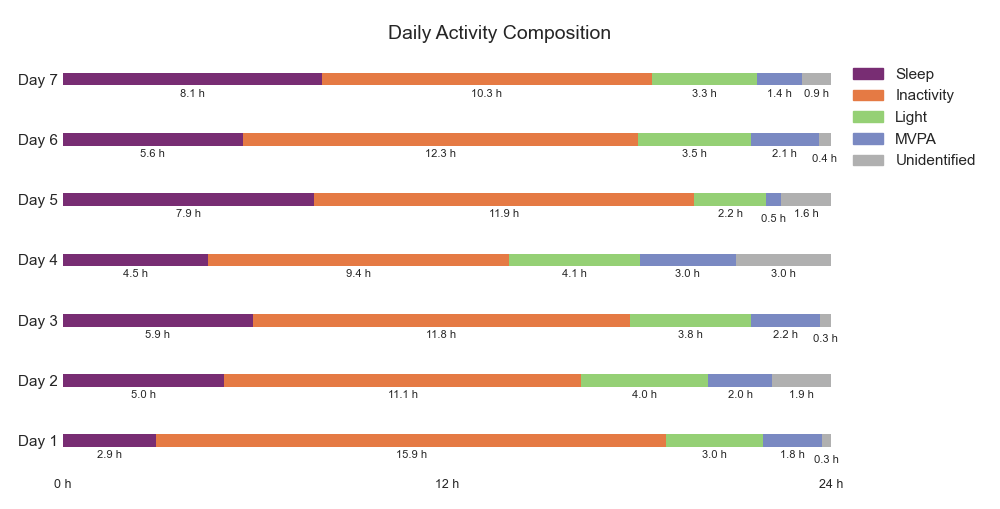 Daily Activity Composition
Day 7
8.1 h 10.3 h 3.3 h 1.4 h 0.9 h
Day 6
5.6 h 12.3 h 3.5 h 2.1 h 0.4 h
Day 5
7.9 h 11.9 h 2.2 h 0.5 h 1.6 h
Day 4
4.5 h 9.4 h 4.1 h 3.0 h 3.0 h
Day 3
5.9 h 11.8 h 3.8 h 2.2 h 0.3 h
Day 2
5.0 h 11.1 h 4.0 h 2.0 h 1.9 h
Day 1
2.9 h 15.9 h 3.0 h 1.8 h 0.3 h
0 h 12 h 24 h
Sleep
Inactivity
Light
MVPA
Unidentified